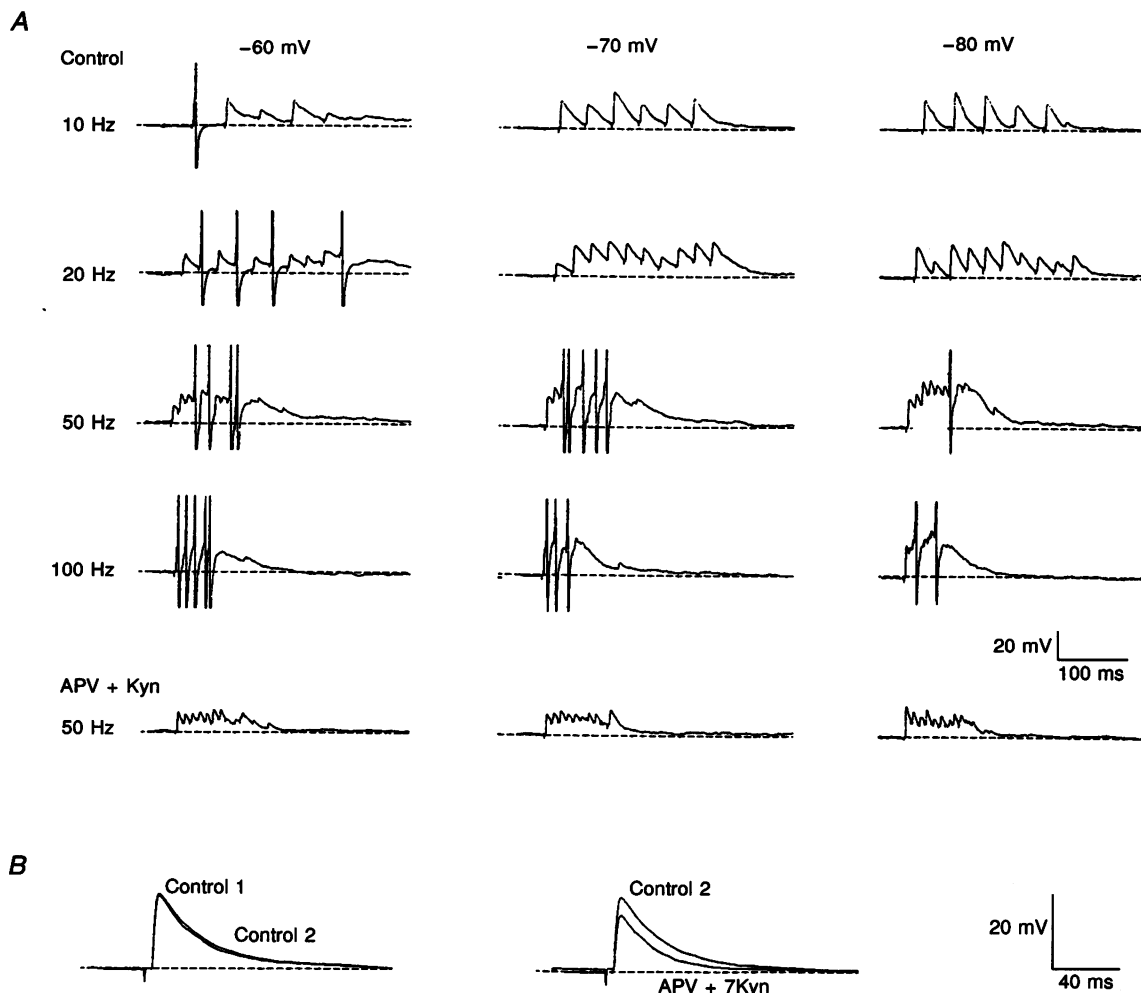 A
Control
−60 mV
−70 mV
−80 mV
10 Hz
20 Hz
50 Hz
100 Hz
20 mV
100 ms
APV + Kyn
50 Hz
B
Control 1
Control 2
Control 2
APV + 7Kyn
20 mV
40 ms